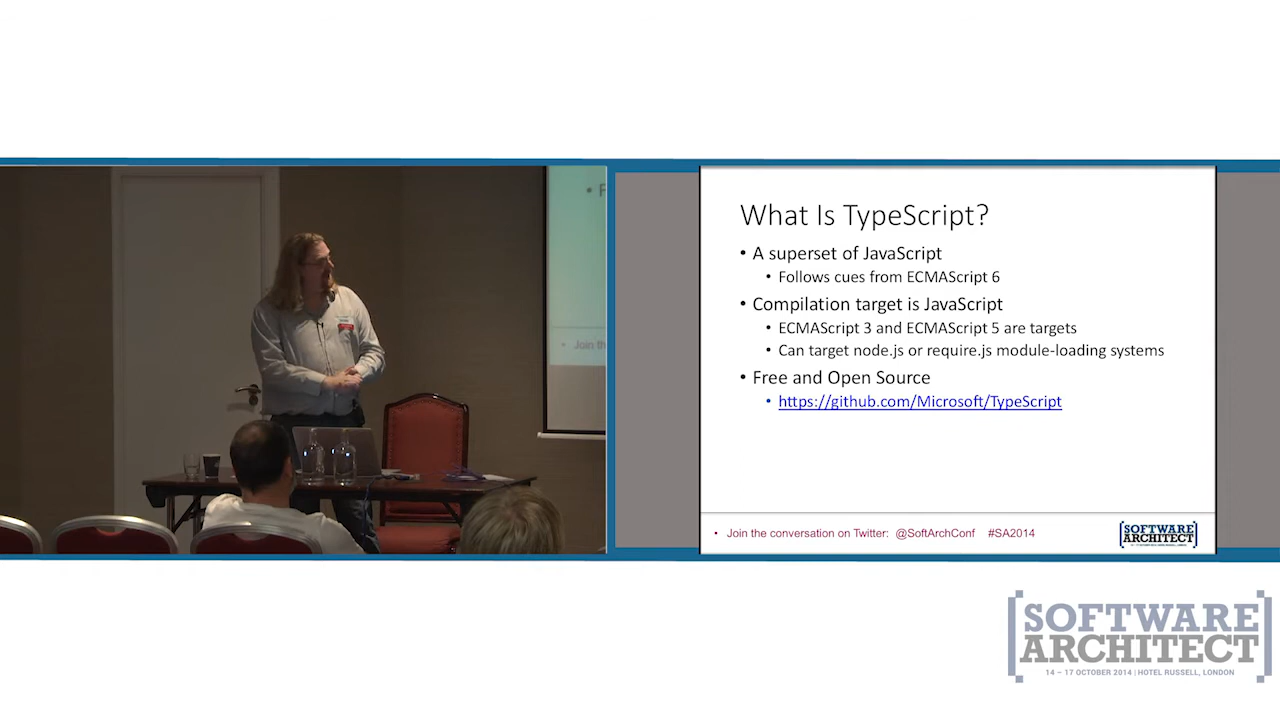 • F
• Join th
What Is TypeScript?
• A superset of JavaScript
• Follows cues from ECMAScript 6
• Compilation target is JavaScript
• ECMAScript 3 and ECMAScript 5 are targets
• Can target node.js or require.js module-loading systems
• Free and Open Source
• https://github.com/Microsoft/TypeScript
• Join the conversation on Twitter: @SoftArchConf #SA2014
[SOFTWARE
ARCHITECT]
[SOFTWARE
ARCHITECT]
14 – 17 OCTOBER 2014 | HOTEL RUSSELL, LONDON